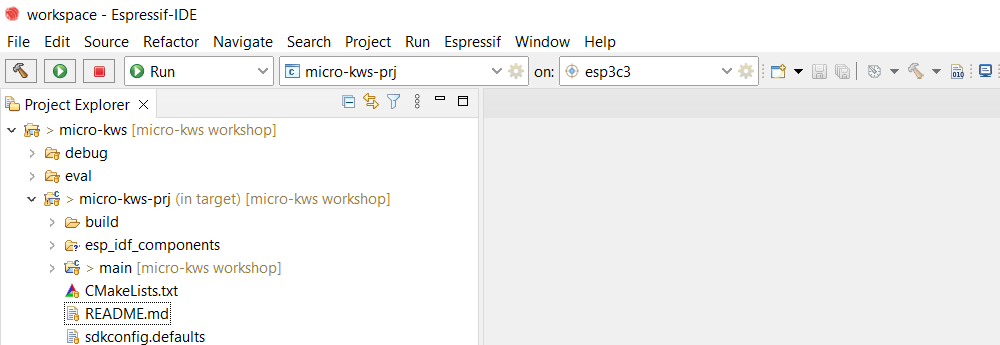 workspace - Espressif-IDE
File Edit Source Refactor Navigate Search Project Run Espressif Window Help
Run micro-kws-prj on: esp3c3 010
Project Explorer
> micro-kws [micro-kws workshop]
debug
eval
> micro-kws-prj (in target) [micro-kws workshop]
build
esp_idf_components
> main [micro-kws workshop]
CMakeLists.txt
README.md
sdkconfig.defaults